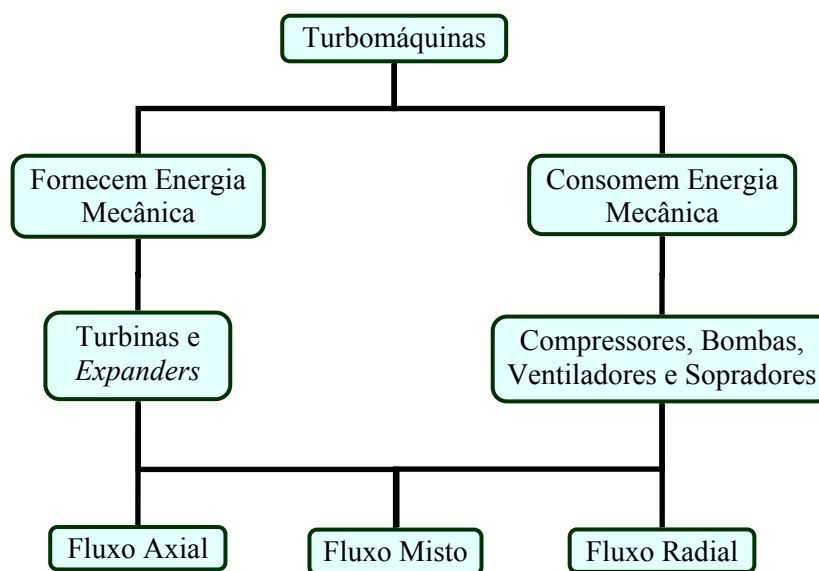 Turbomáquinas
Fornecem Energia
Mecânica
Consomem Energia
Mecânica
Turbinas e
Expanders
Compressores, Bombas,
Ventiladores e Sopradores
Fluxo Axial
Fluxo Misto
Fluxo Radial